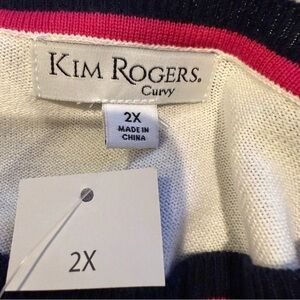 KIM ROGERS®
Curvy
2X
MADE IN
CHINA
2X